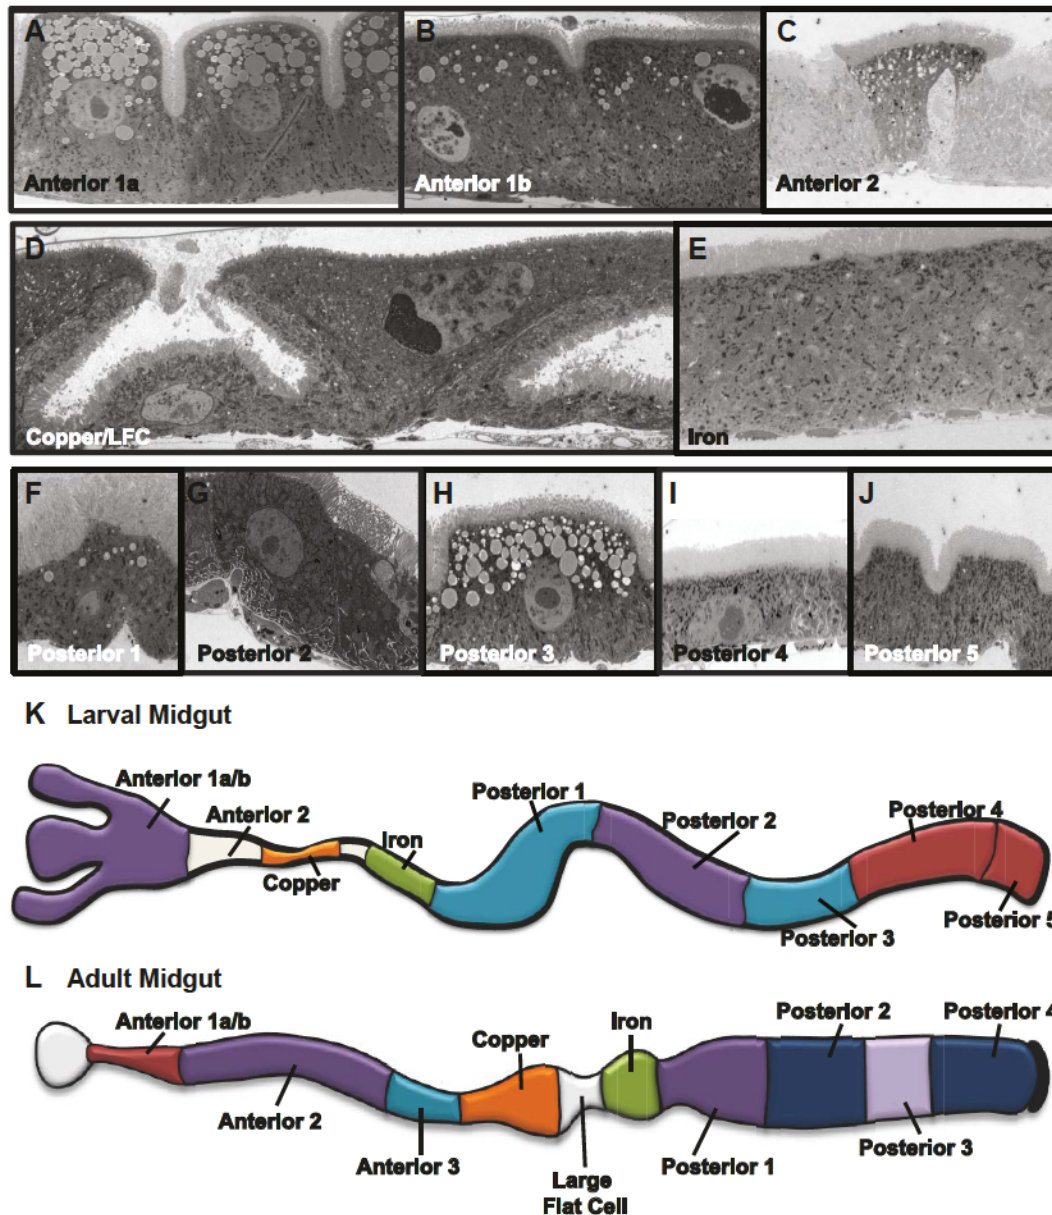 A
Anterior 1a
B
Anterior 1b
C
Anterior 2
D
Copper/LFC
E
Iron
F
Posterior 1
G
Posterior 2
H
Posterior 3
I
Posterior 4
J
Posterior 5
K Larval Midgut
Anterior 1a/b
Anterior 2
Copper
Iron
Posterior 1
Posterior 2
Posterior 3
Posterior 4
Posterior 5
L Adult Midgut
Anterior 1a/b
Anterior 2
Anterior 3
Copper
Large
Flat Cell
Iron
Posterior 1
Posterior 2
Posterior 3
Posterior 4